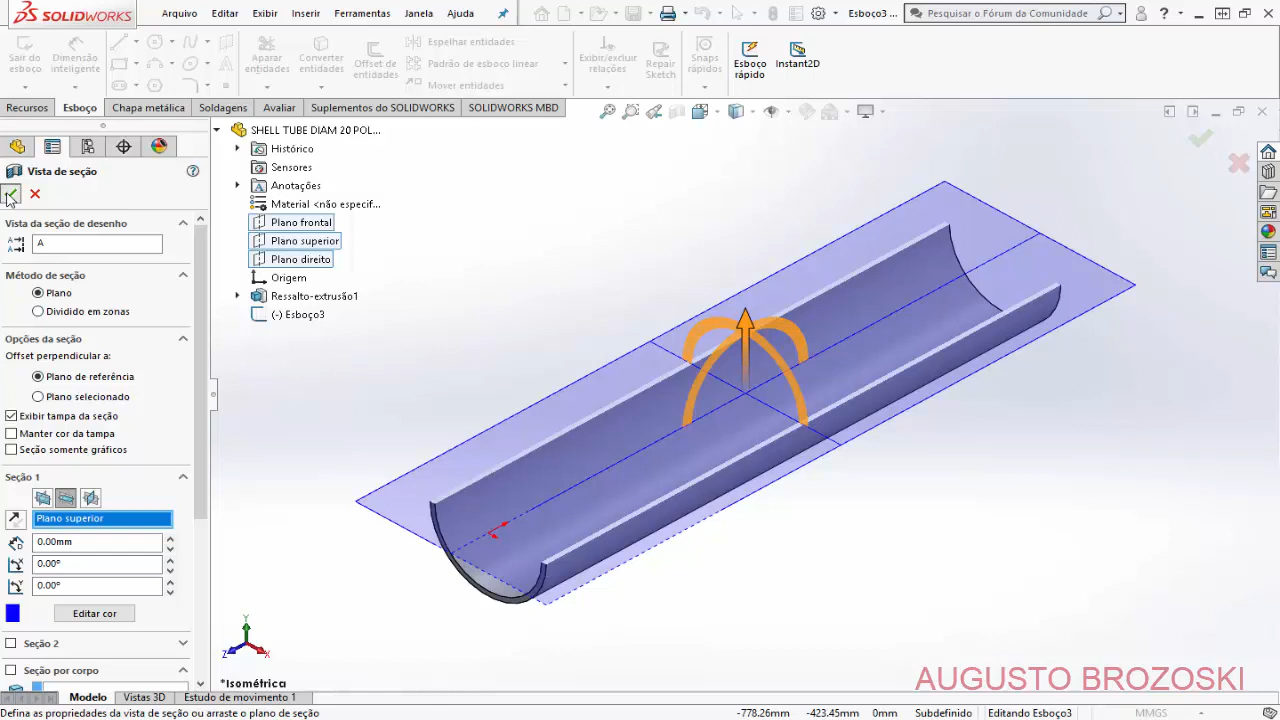 SOLIDWORKS
Arquivo Editar Exibir Inserir Ferramentas Janela Ajuda
Esboço3 ...
Pesquisar o Fórum da Comunidade
Sair do esboço
Dimensão inteligente
Aparar entidades
Converter entidades
Offset de entidades
Espelhar entidades
Padrão de esboço linear
Mover entidades
Exibir/excluir relações
Repair Sketch
Snaps rápidos
Esboço rápido
Instant2D
Recursos Esboço Chapa metálica Soldagens Avaliar Suplementos do SOLIDWORKS SOLIDWORKS MBD
Vista de seção
Vista da seção de desenho
A
Método de seção
Plano
Dividido em zonas
Opções da seção
Offset perpendicular a:
Plano de referência
Plano selecionado
Exibir tampa da seção
Manter cor da tampa
Seção somente gráficos
Seção 1
Plano superior
0.00mm
0.00°
0.00°
Editar cor
Seção 2
Seção por corpo
SHELL TUBE DIAM 20 POL...
Histórico
Sensores
Anotações
Material <não especif...
Plano frontal
Plano superior
Plano direito
Origem
Ressalto-extrusão1
(-) Esboço3
Y
Z
X
*Isométrica
AUGUSTO BROZOSKI
Modelo Vistas 3D Estudo de movimento 1
Defina as propriedades da vista de seção ou arraste o plano de seção
-778.26mm -423.45mm 0mm Subdefinido Editando Esboço3 MMGS